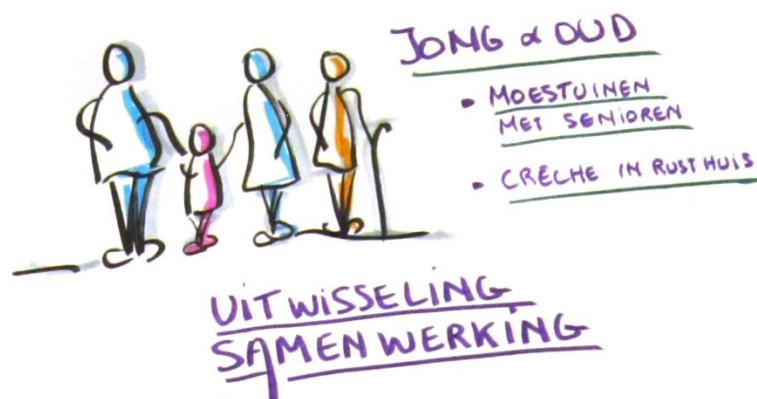 JONG & OUD
• MOESTUINEN
MET SENIOREN
• CRECHE IN RUSTHUIS
UITWISSELING
SAMENWERKING